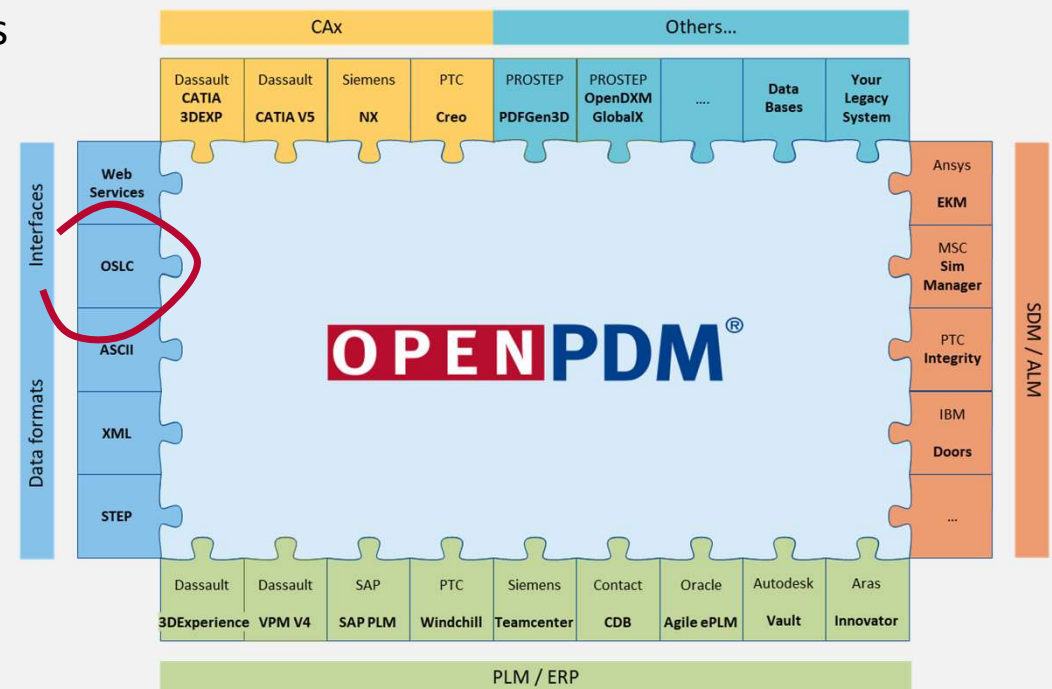 s
CAx
Others...
Dassault
CATIA
3DEXP
Dassault
CATIA V5
Siemens
NX
PTC
Creo
PROSTEP
PDFGen3D
PROSTEP
OpenDXM
GlobalX
....
Data
Bases
Your
Legacy
System
Interfaces
Data formats
Web
Services
OSLC
ASCII
XML
STEP
OPENPDM®
Ansys
EKM
MSC
Sim
Manager
PTC
Integrity
IBM
Doors
...
SDM / ALM
Dassault
3DExperience
Dassault
VPM V4
SAP
SAP PLM
PTC
Windchill
Siemens
Teamcenter
Contact
CDB
Oracle
Agile ePLM
Autodesk
Vault
Aras
Innovator
PLM / ERP